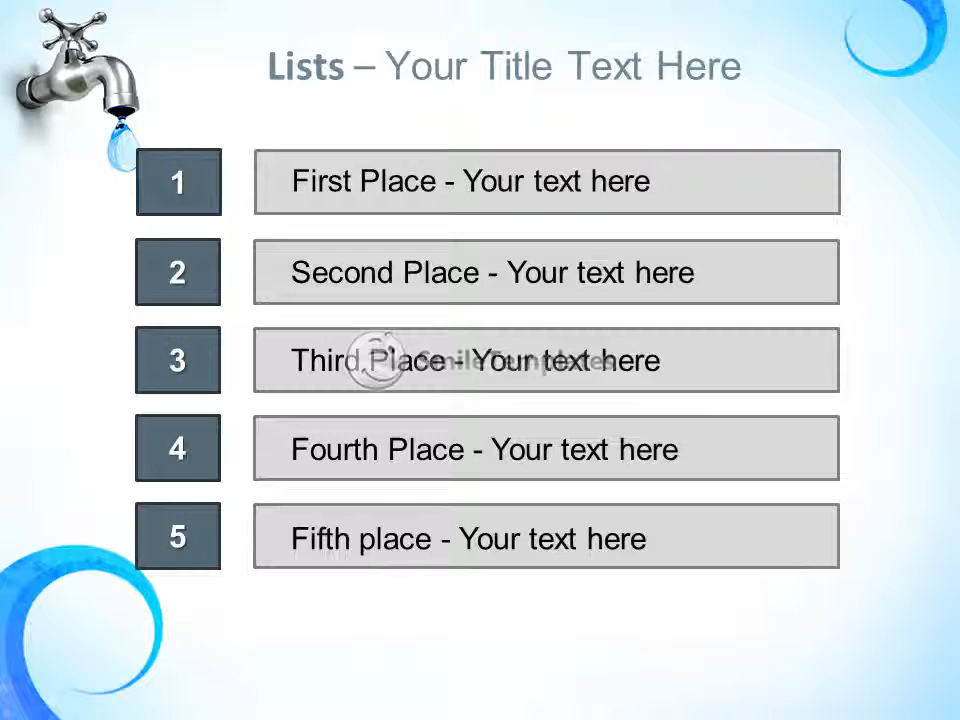 Lists – Your Title Text Here
1 First Place - Your text here
2 Second Place - Your text here
3 Third Place - Your text here
SmileTemplates
4 Fourth Place - Your text here
5 Fifth place - Your text here